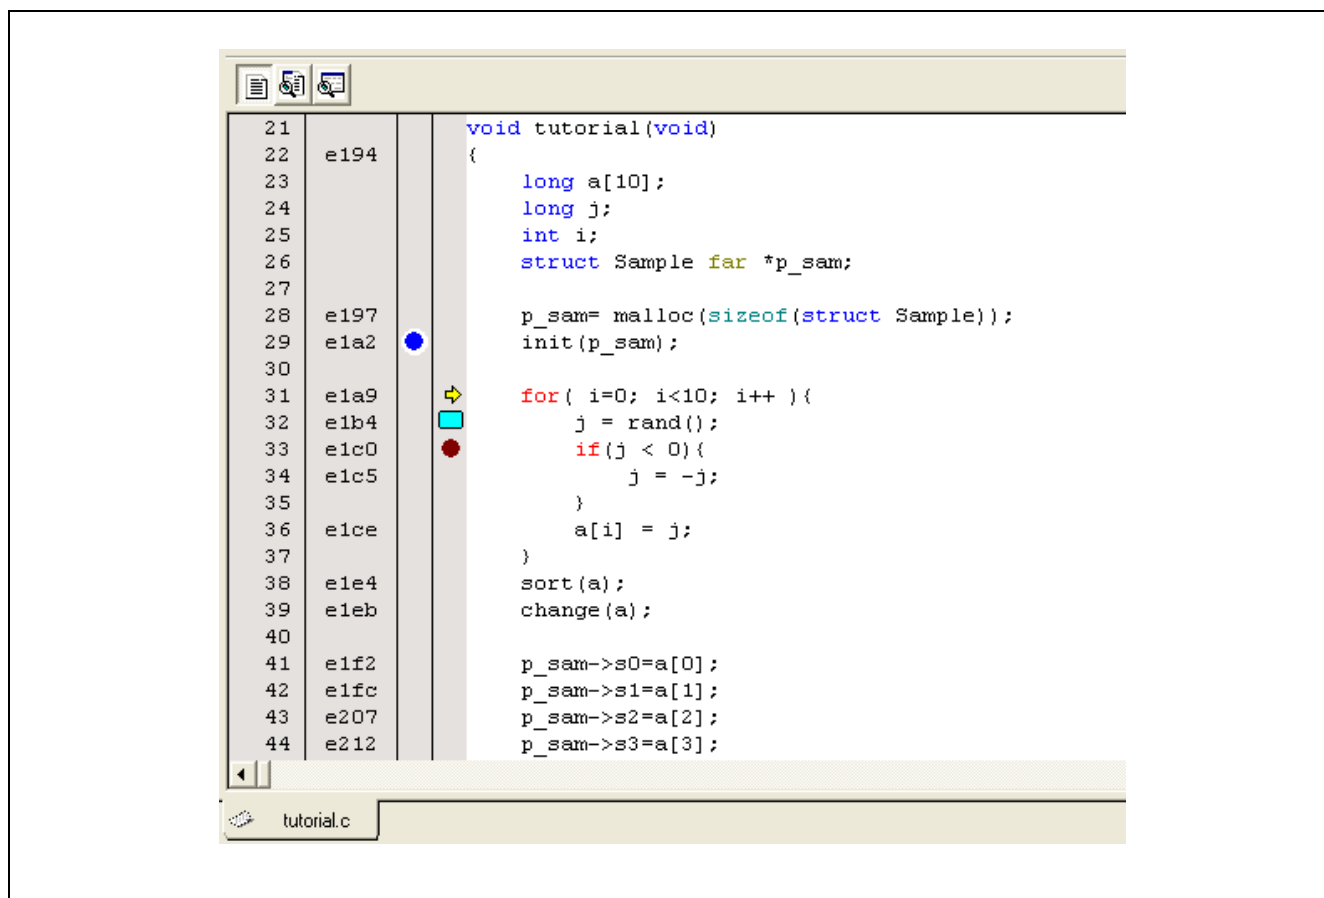 21 void tutorial(void)
22 e194 {
23 long a[10];
24 long j;
25 int i;
26 struct Sample far *p_sam;
27
28 e197 p_sam= malloc(sizeof(struct Sample));
29 e1a2 init(p_sam);
30
31 e1a9 for( i=0; i<10; i++ ){
32 e1b4 j = rand();
33 e1c0 if(j < 0){
34 e1c5 j = -j;
35 }
36 e1ce a[i] = j;
37 }
38 e1e4 sort(a);
39 e1eb change(a);
40
41 e1f2 p_sam->s0=a[0];
42 e1fc p_sam->s1=a[1];
43 e207 p_sam->s2=a[2];
44 e212 p_sam->s3=a[3];
tutorial.c